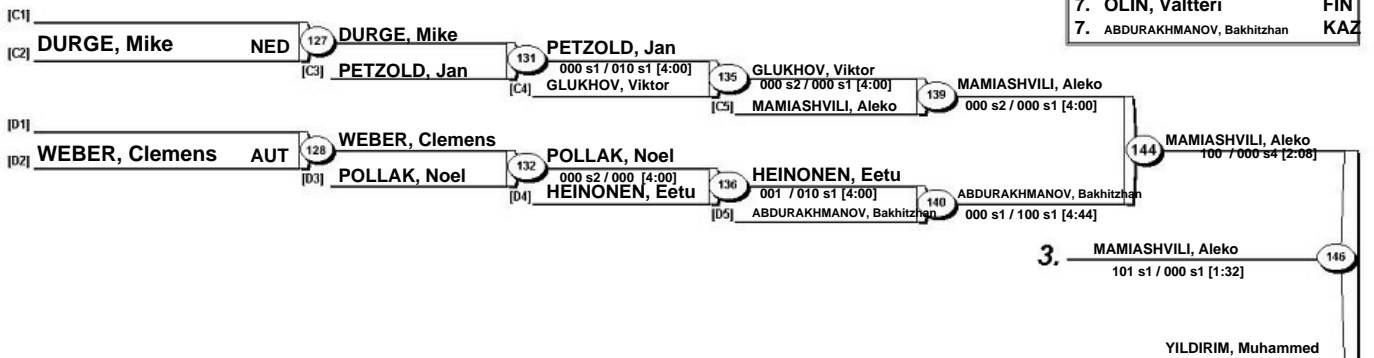 7. OLIN, Valtteri FIN
7. ABDURAKHMANOV, Bakhitzhan KAZ
[C1]
[C2] DURGE, Mike NED
127
DURGE, Mike
[C3] PETZOLD, Jan
131
PETZOLD, Jan
000 s1 / 010 s1 [4:00]
[C4] GLUKHOV, Viktor
135
GLUKHOV, Viktor
000 s2 / 000 s1 [4:00]
[C5] MAMIASHVILI, Aleko
139
MAMIASHVILI, Aleko
000 s2 / 000 s1 [4:00]
[D1]
[D2] WEBER, Clemens AUT
128
WEBER, Clemens
[D3] POLLAK, Noel
132
POLLAK, Noel
000 s2 / 000 [4:00]
[D4] HEINONEN, Eetu
136
HEINONEN, Eetu
001 / 010 s1 [4:00]
[D5] ABDURAKHMANOV, Bakhitzhan
140
ABDURAKHMANOV, Bakhitzhan
000 s1 / 100 s1 [4:44]
144
MAMIASHVILI, Aleko
100 / 000 s4 [2:08]
3. MAMIASHVILI, Aleko
101 s1 / 000 s1 [1:32]
146
YILDIRIM, Muhammed